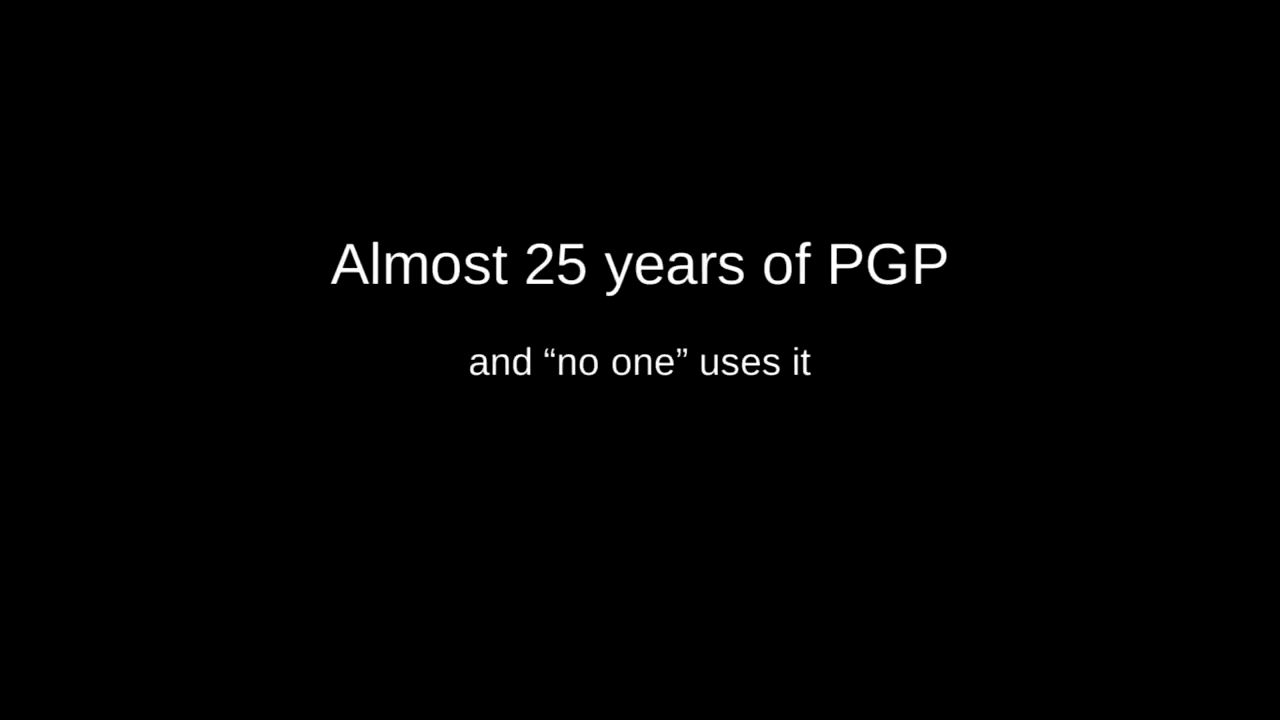 Almost 25 years of PGP
and “no one” uses it